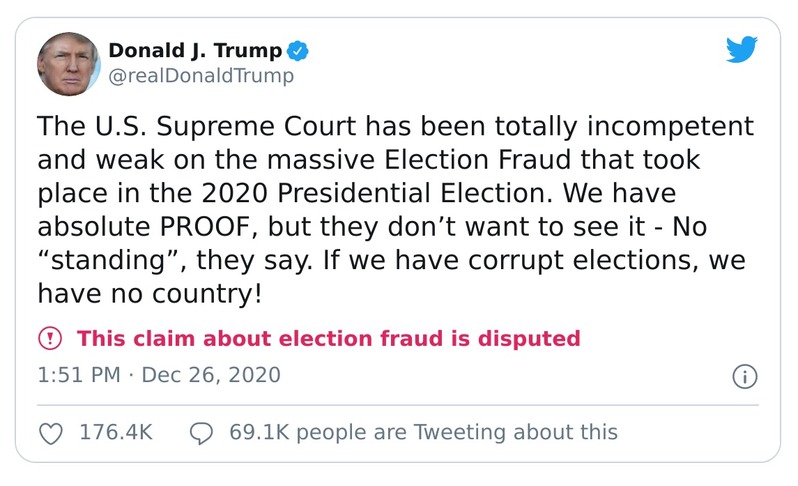 Donald J. Trump
@realDonaldTrump
The U.S. Supreme Court has been totally incompetent
and weak on the massive Election Fraud that took
place in the 2020 Presidential Election. We have
absolute PROOF, but they don’t want to see it - No
“standing”, they say. If we have corrupt elections, we
have no country!
This claim about election fraud is disputed
1:51 PM · Dec 26, 2020
176.4K 69.1K people are Tweeting about this